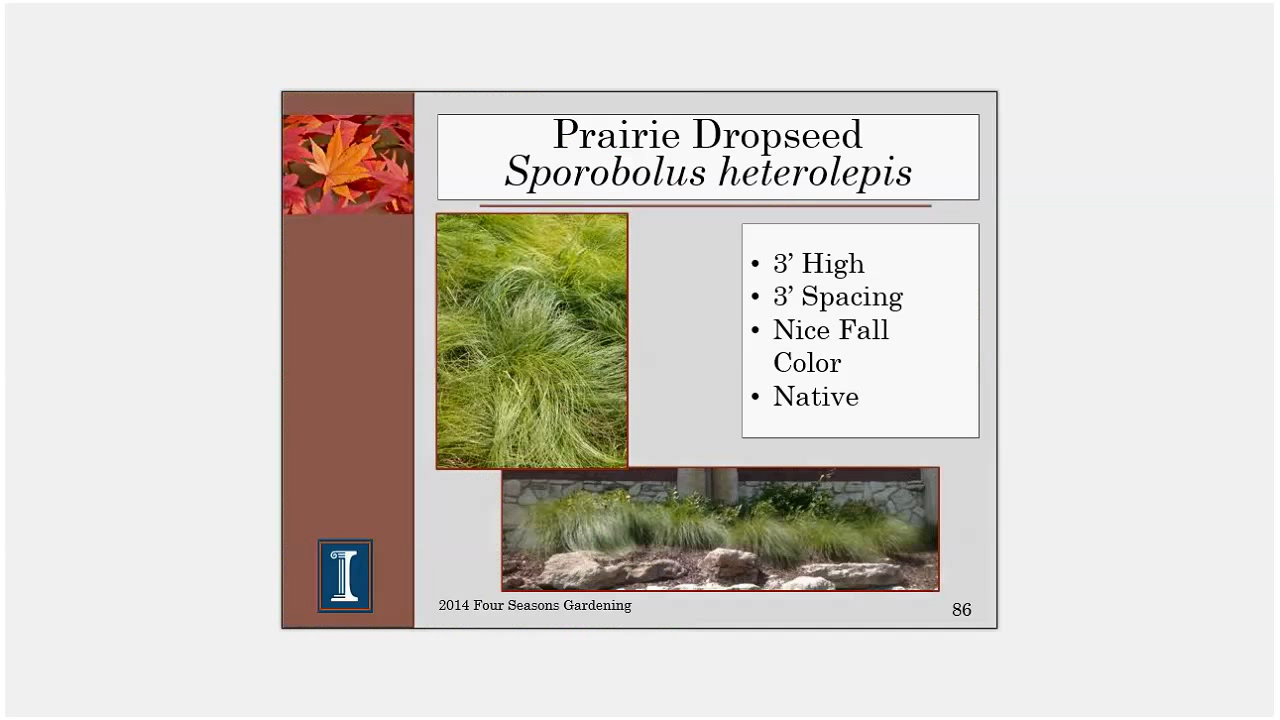 Prairie Dropseed
Sporobolus heterolepis
• 3’ High
• 3’ Spacing
• Nice Fall
Color
• Native
I
2014 Four Seasons Gardening
86